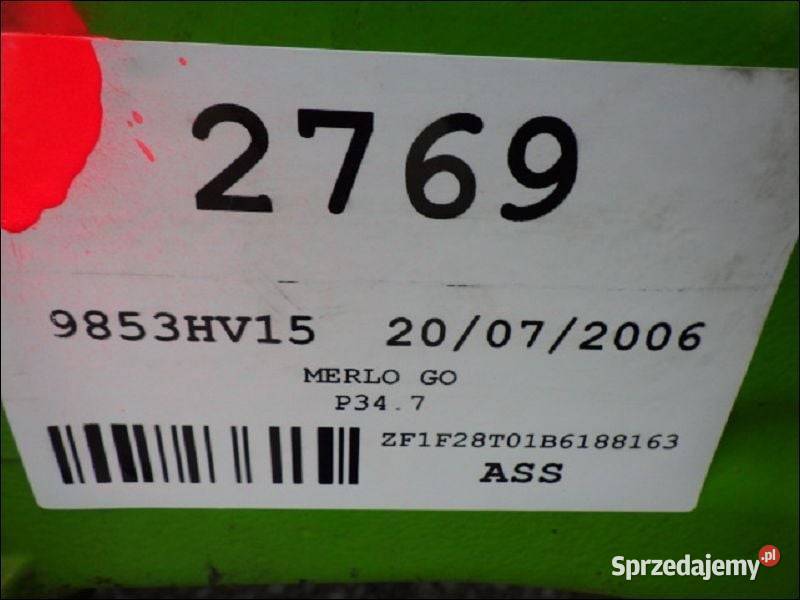 2769
9853HV15 20/07/2006
MERLO GO
P34.7
ZF1F28T01B6188163
ASS
Sprzedajemy.pl